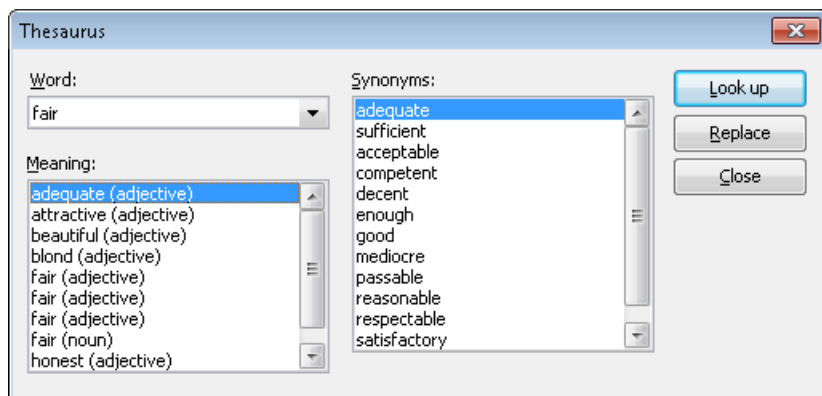 Thesaurus
Word:
fair
Meaning:
adequate (adjective)
attractive (adjective)
beautiful (adjective)
blond (adjective)
fair (adjective)
fair (adjective)
fair (adjective)
fair (noun)
honest (adjective)
Synonyms:
adequate
sufficient
acceptable
competent
decent
enough
good
mediocre
passable
reasonable
respectable
satisfactory
Look up
Replace
Close